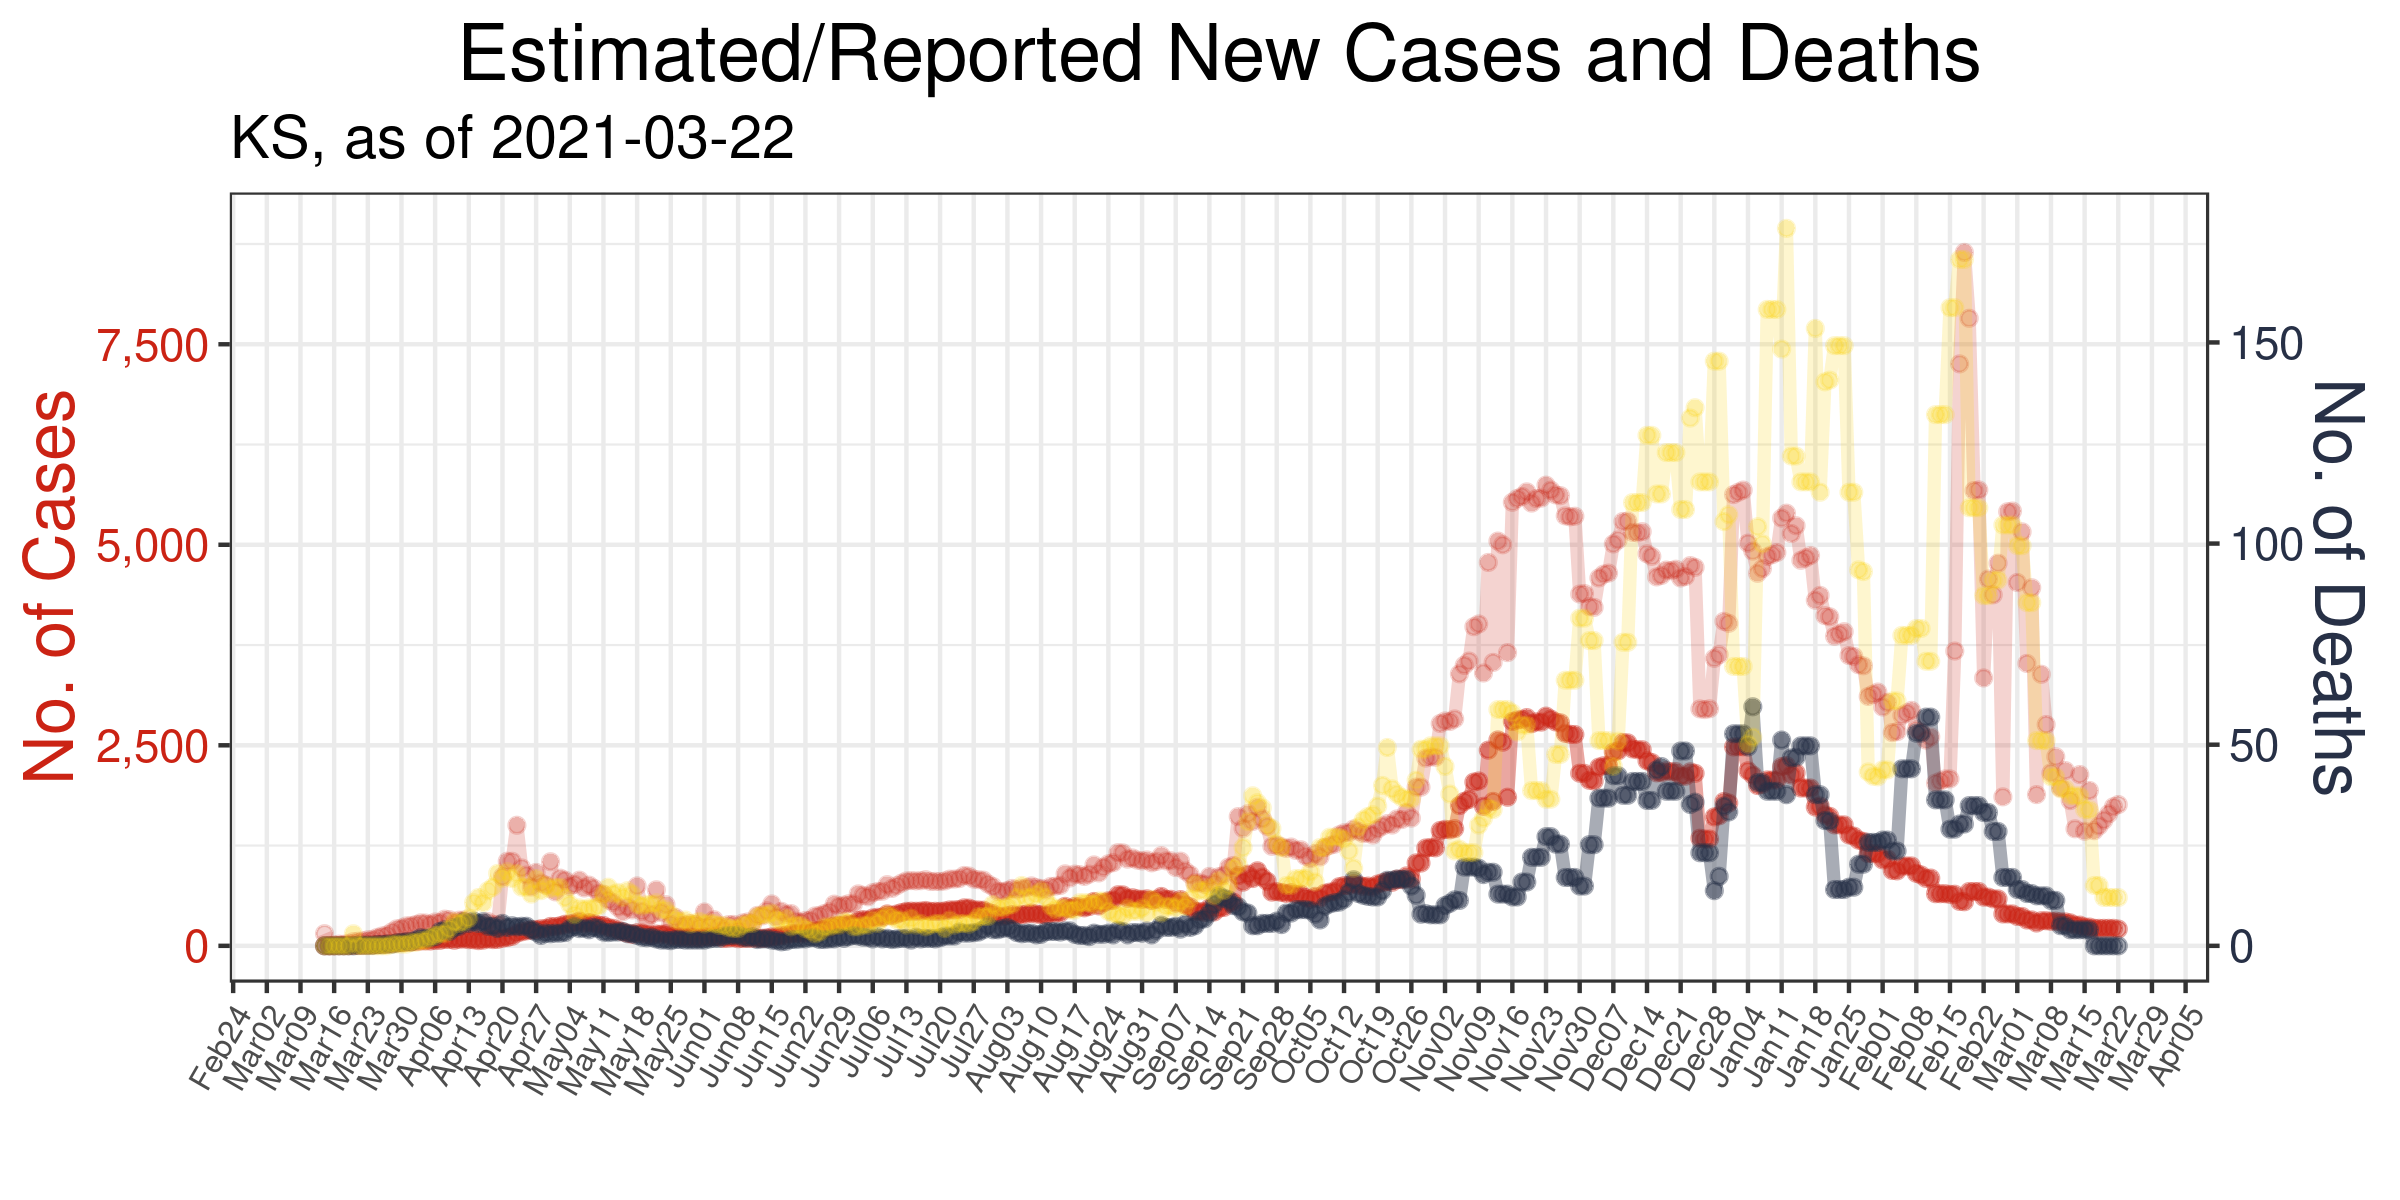 Estimated/Reported New Cases and Deaths
KS, as of 2021-03-22
No. of Cases
7,500
5,000
2,500
0
150
100
50
0
No. of Deaths
Feb24
Mar02
Mar09
Mar16
Mar23
Mar30
Apr06
Apr13
Apr20
Apr27
May04
May11
May18
May25
Jun01
Jun08
Jun15
Jun22
Jun29
Jul06
Jul13
Jul20
Jul27
Aug03
Aug10
Aug17
Aug24
Aug31
Sep07
Sep14
Sep21
Sep28
Oct05
Oct12
Oct19
Oct26
Nov02
Nov09
Nov16
Nov23
Nov30
Dec07
Dec14
Dec21
Dec28
Jan04
Jan11
Jan18
Jan25
Feb01
Feb08
Feb15
Feb22
Mar01
Mar08
Mar15
Mar22
Mar29
Apr05